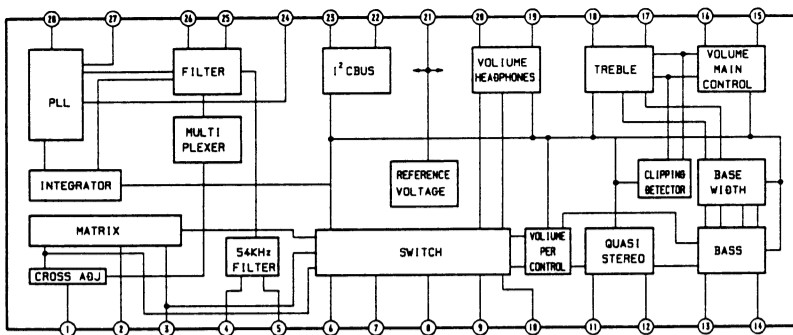 28 27 26 25 24 23 22 21 20 19 18 17 16 15
PLL
FILTER
I²CBUS
VOLIUME
HEADPHONES
TREBLE
VOLUME
MAIN
CONTROL
MULTI
PLEXER
INTEGRATOR
REFERENCE
VOLTAGE
CLIPPING
DETECTOR
BASE
WIDTH
MATRIX
54KHz
FILTER
SWITCH
VOLUME
PER
CONTROL
QUASI
STEREO
BASS
CROSS ADJ
1 2 3 4 5 6 7 8 9 10 11 12 13 14